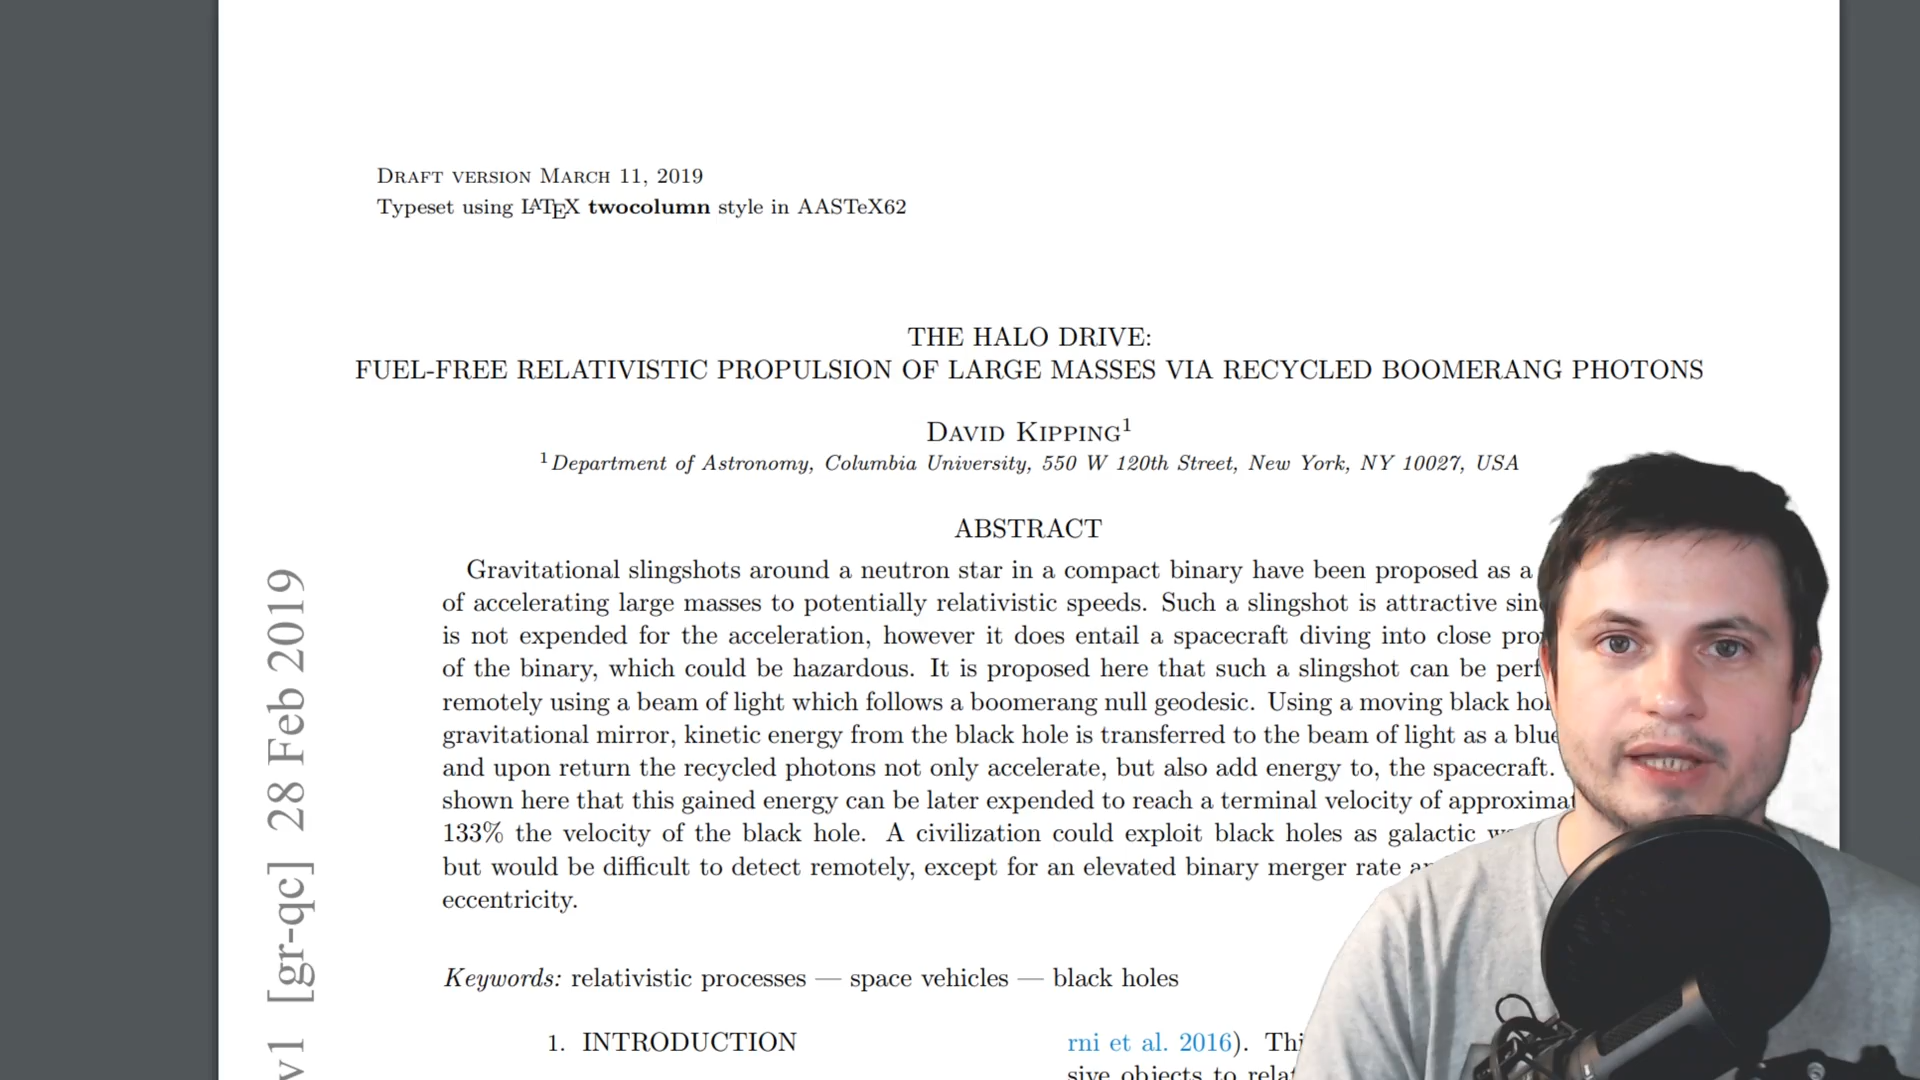 DRAFT VERSION MARCH 11, 2019
Typeset using LATEX twocolumn style in AASTeX62
THE HALO DRIVE:
FUEL-FREE RELATIVISTIC PROPULSION OF LARGE MASSES VIA RECYCLED BOOMERANG PHOTONS
DAVID KIPPING1
1Department of Astronomy, Columbia University, 550 W 120th Street, New York, NY 10027, USA
ABSTRACT
Gravitational slingshots around a neutron star in a compact binary have been proposed as a
of accelerating large masses to potentially relativistic speeds. Such a slingshot is attractive
is not expended for the acceleration, however it does entail a spacecraft diving into close
of the binary, which could be hazardous. It is proposed here that such a slingshot can be
remotely using a beam of light which follows a boomerang null geodesic. Using a moving black
gravitational mirror, kinetic energy from the black hole is transferred to the beam of light as a
and upon return the recycled photons not only accelerate, but also add energy to, the spacecraft.
shown here that this gained energy can be later expended to reach a terminal velocity of
133% the velocity of the black hole. A civilization could exploit black holes as galactic
but would be difficult to detect remotely, except for an elevated binary merger rate
eccentricity.
Keywords: relativistic processes — space vehicles — black holes
1. INTRODUCTION
rni et al. 2016).
sive objects to
v1 [gr-qc] 28 Feb 2019